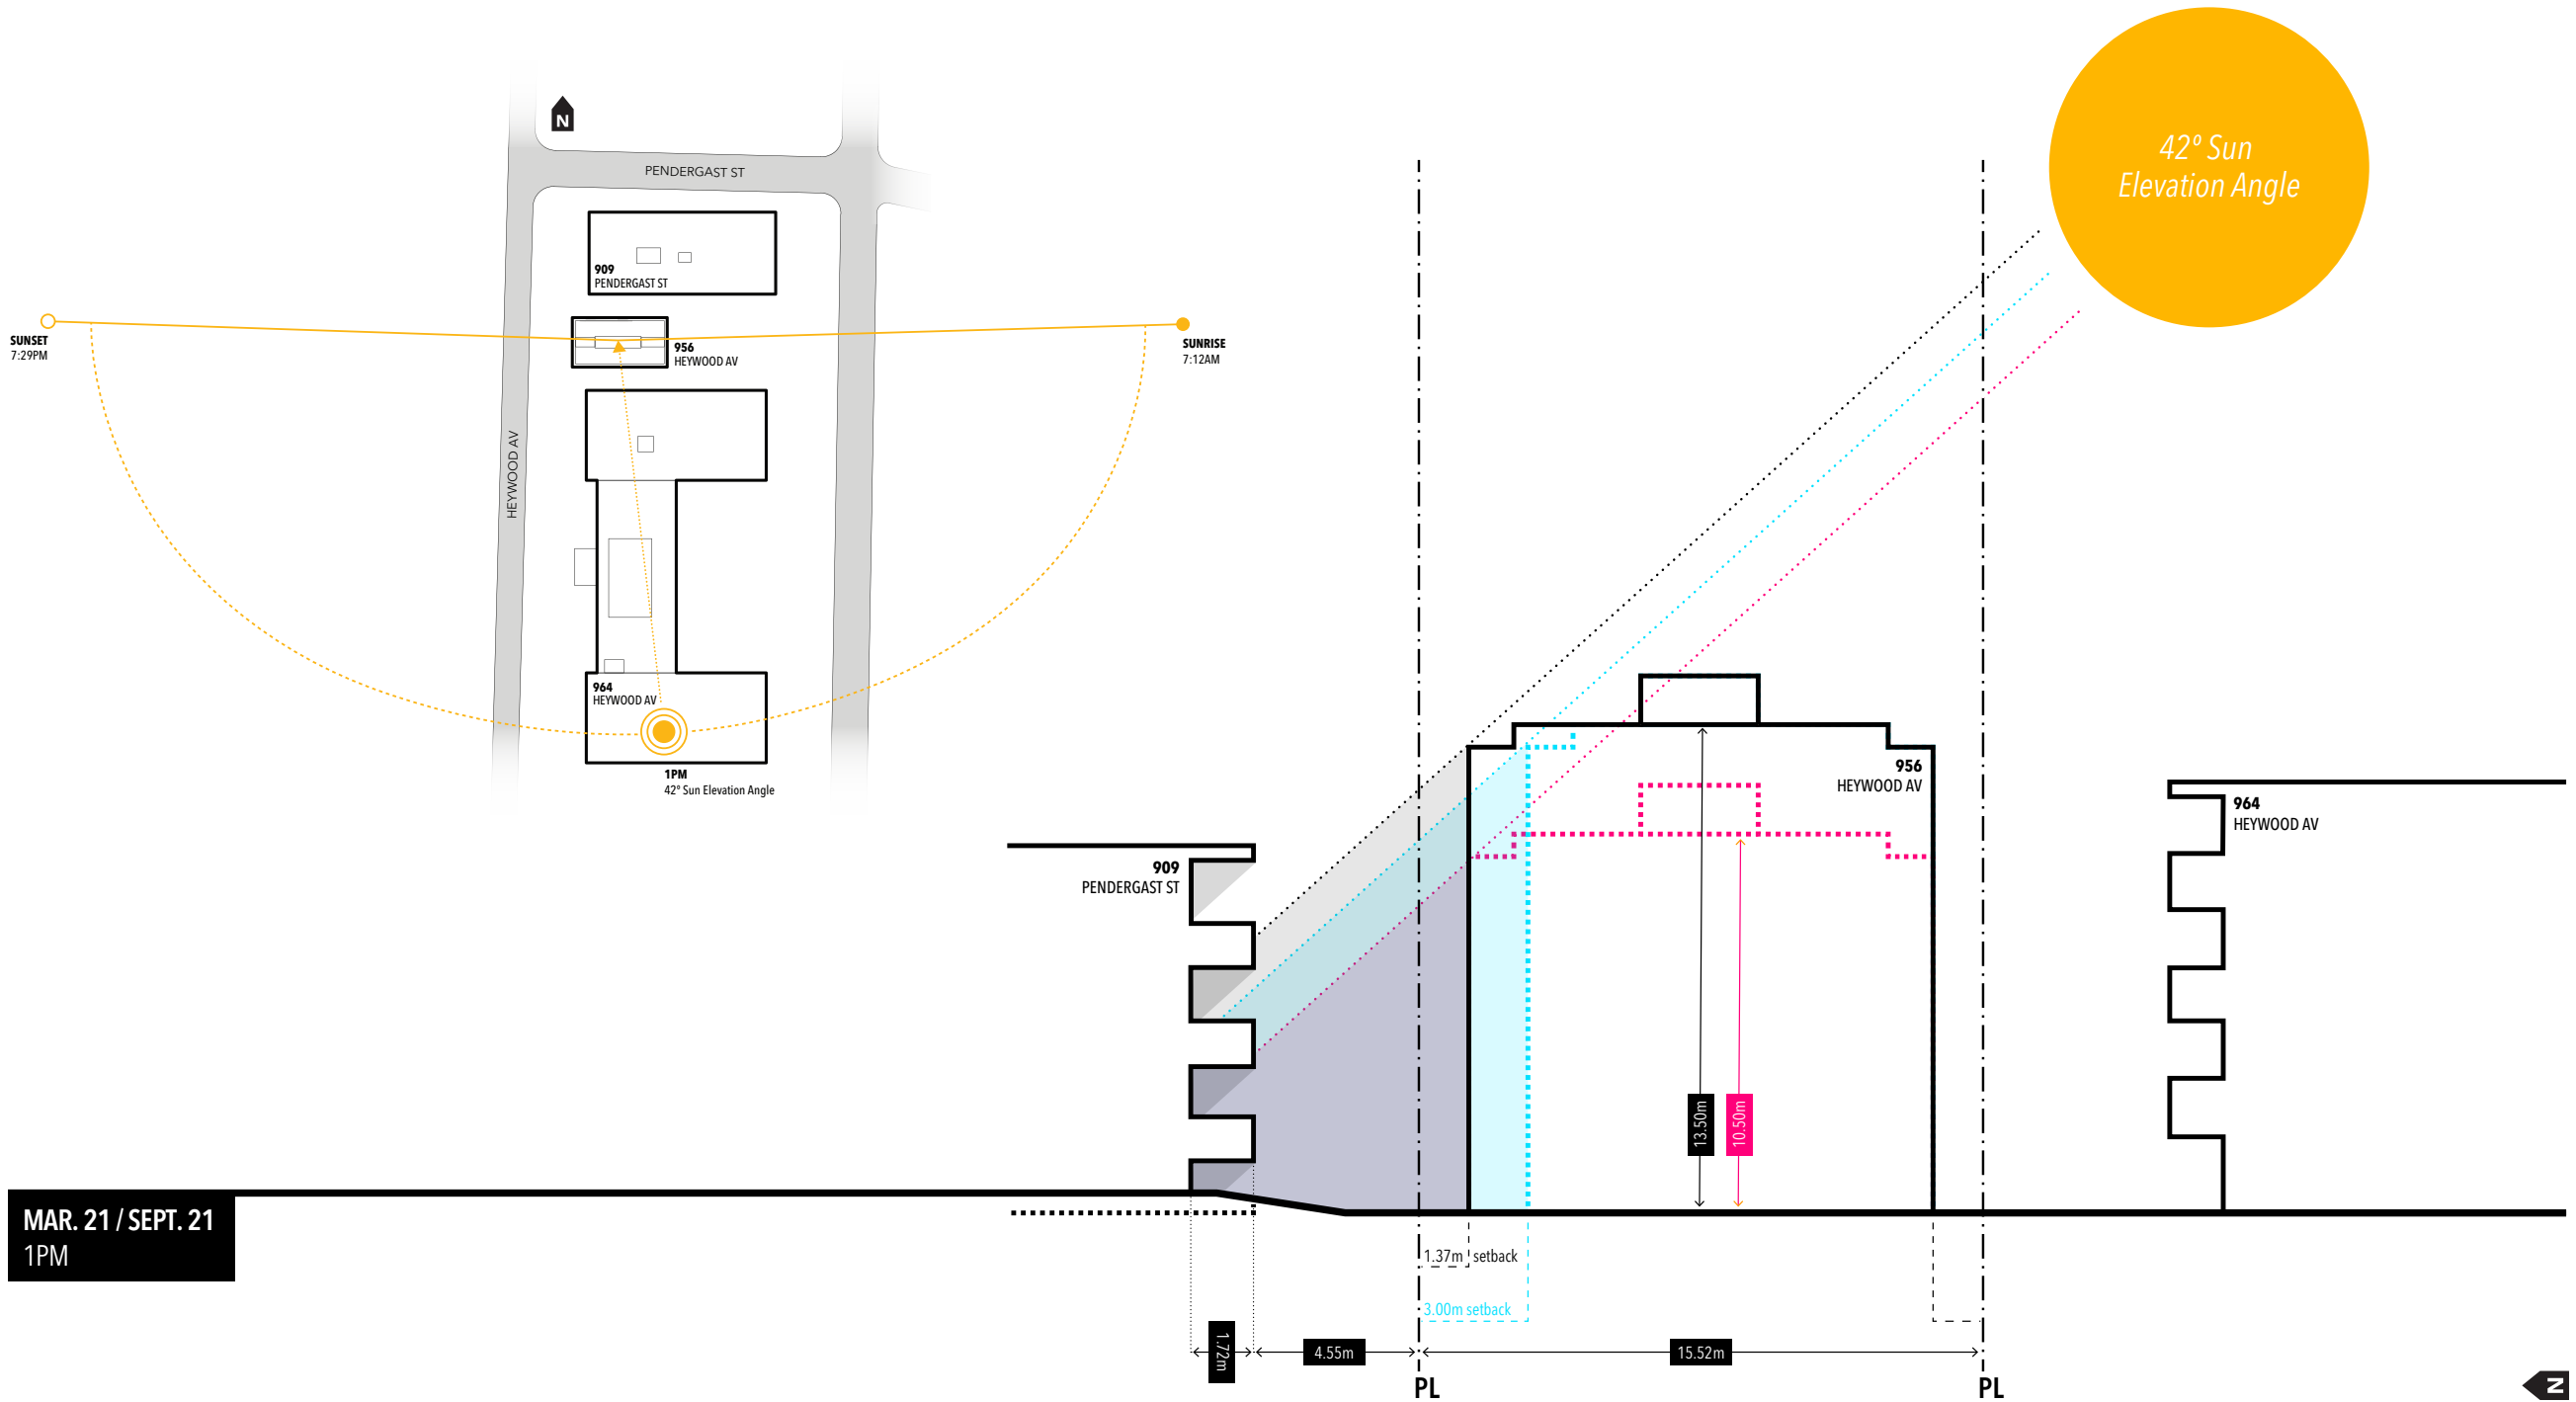 N
PENDERGAST ST
909
PENDERGAST ST
SUNSET
7:29PM
956
HEYWOOD AV
SUNRISE
7:12AM
HEYWOOD AV
964
HEYWOOD AV
1PM
42º Sun Elevation Angle
42º Sun
Elevation Angle
956
HEYWOOD AV
964
HEYWOOD AV
909
PENDERGAST ST
13.50m
10.50m
MAR. 21 / SEPT. 21
1PM
1.37m setback
3.00m setback
1.72m
4.55m
15.52m
PL
PL
N